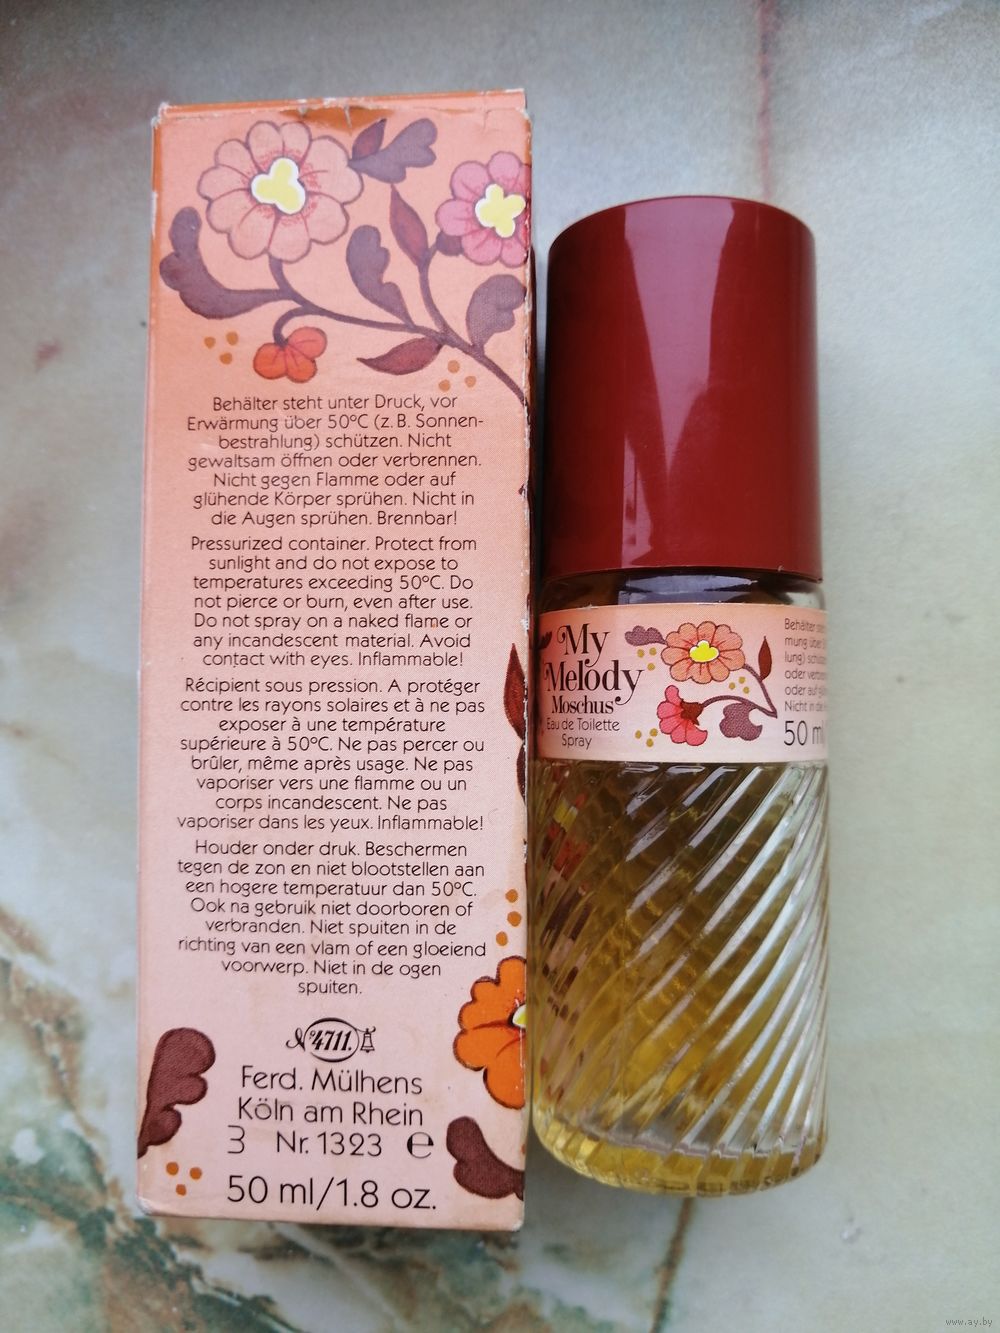 Behälter steht unter Druck, vor
Erwärmung über 50°C (z. B. Sonnen-
bestrahlung) schützen. Nicht
gewaltsam öffnen oder verbrennen.
Nicht gegen Flamme oder auf
glühende Körper sprühen. Nicht in
die Augen sprühen. Brennbar!
Pressurized container. Protect from
sunlight and do not expose to
temperatures exceeding 50°C. Do
not pierce or burn, even after use.
Do not spray on a naked flame or
any incandescent material. Avoid
contact with eyes. Inflammable!
Récipient sous pression. A protéger
contre les rayons solaires et à ne pas
exposer à une température
supérieure à 50°C. Ne pas percer ou
brûler, même après usage. Ne pas
vaporiser vers une flamme ou un
corps incandescent. Ne pas
vaporiser dans les yeux. Inflammable!
Houder onder druk. Beschermen
tegen de zon en niet blootstellen aan
een hogere temperatuur dan 50°C.
Ook na gebruik niet doorboren of
verbranden. Niet spuiten in de
richting van een vlam of een gloeiend
voorwerp. Niet in de ogen
spuiten.
Nº 4711.
Ferd. Mülhens
Köln am Rhein
3 Nr. 1323 e
50 ml/1.8 oz.
My
Melody
Moschus
Eau de Toilette
Spray
Behälter
mung über
lung)
oder
oder auf
Nicht in die
50 ml
www.ay.by